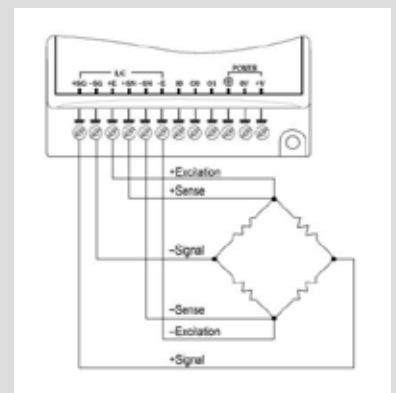 L/C
POWER
+SG -SG +E +SN -SN -E
+Excitation
+Sense
−Signal
−Sense
−Excitation
+Signal